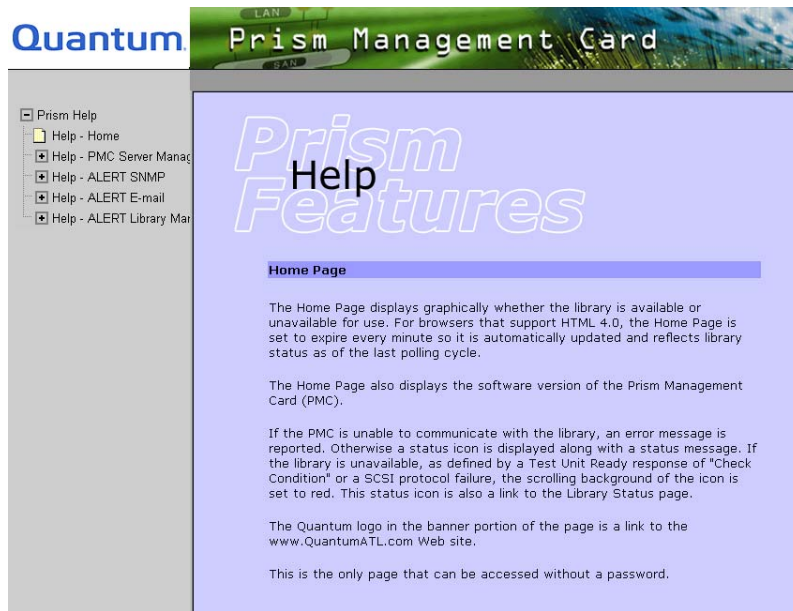 LAN
Quantum.
Prism Management Card
SAN
Prism Help
Help - Home
Help - PMC Server Manag
Help - ALERT SNMP
Help - ALERT E-mail
Help - ALERT Library Man
Prism
Help
Features
Home Page
The Home Page displays graphically whether the library is available or
unavailable for use. For browsers that support HTML 4.0, the Home Page is
set to expire every minute so it is automatically updated and reflects library
status as of the last polling cycle.
The Home Page also displays the software version of the Prism Management
Card (PMC).
If the PMC is unable to communicate with the library, an error message is
reported. Otherwise a status icon is displayed along with a status message. If
the library is unavailable, as defined by a Test Unit Ready response of "Check
Condition" or a SCSI protocol failure, the scrolling background of the icon is
set to red. This status icon is also a link to the Library Status page.
The Quantum logo in the banner portion of the page is a link to the
www.QuantumATL.com Web site.
This is the only page that can be accessed without a password.